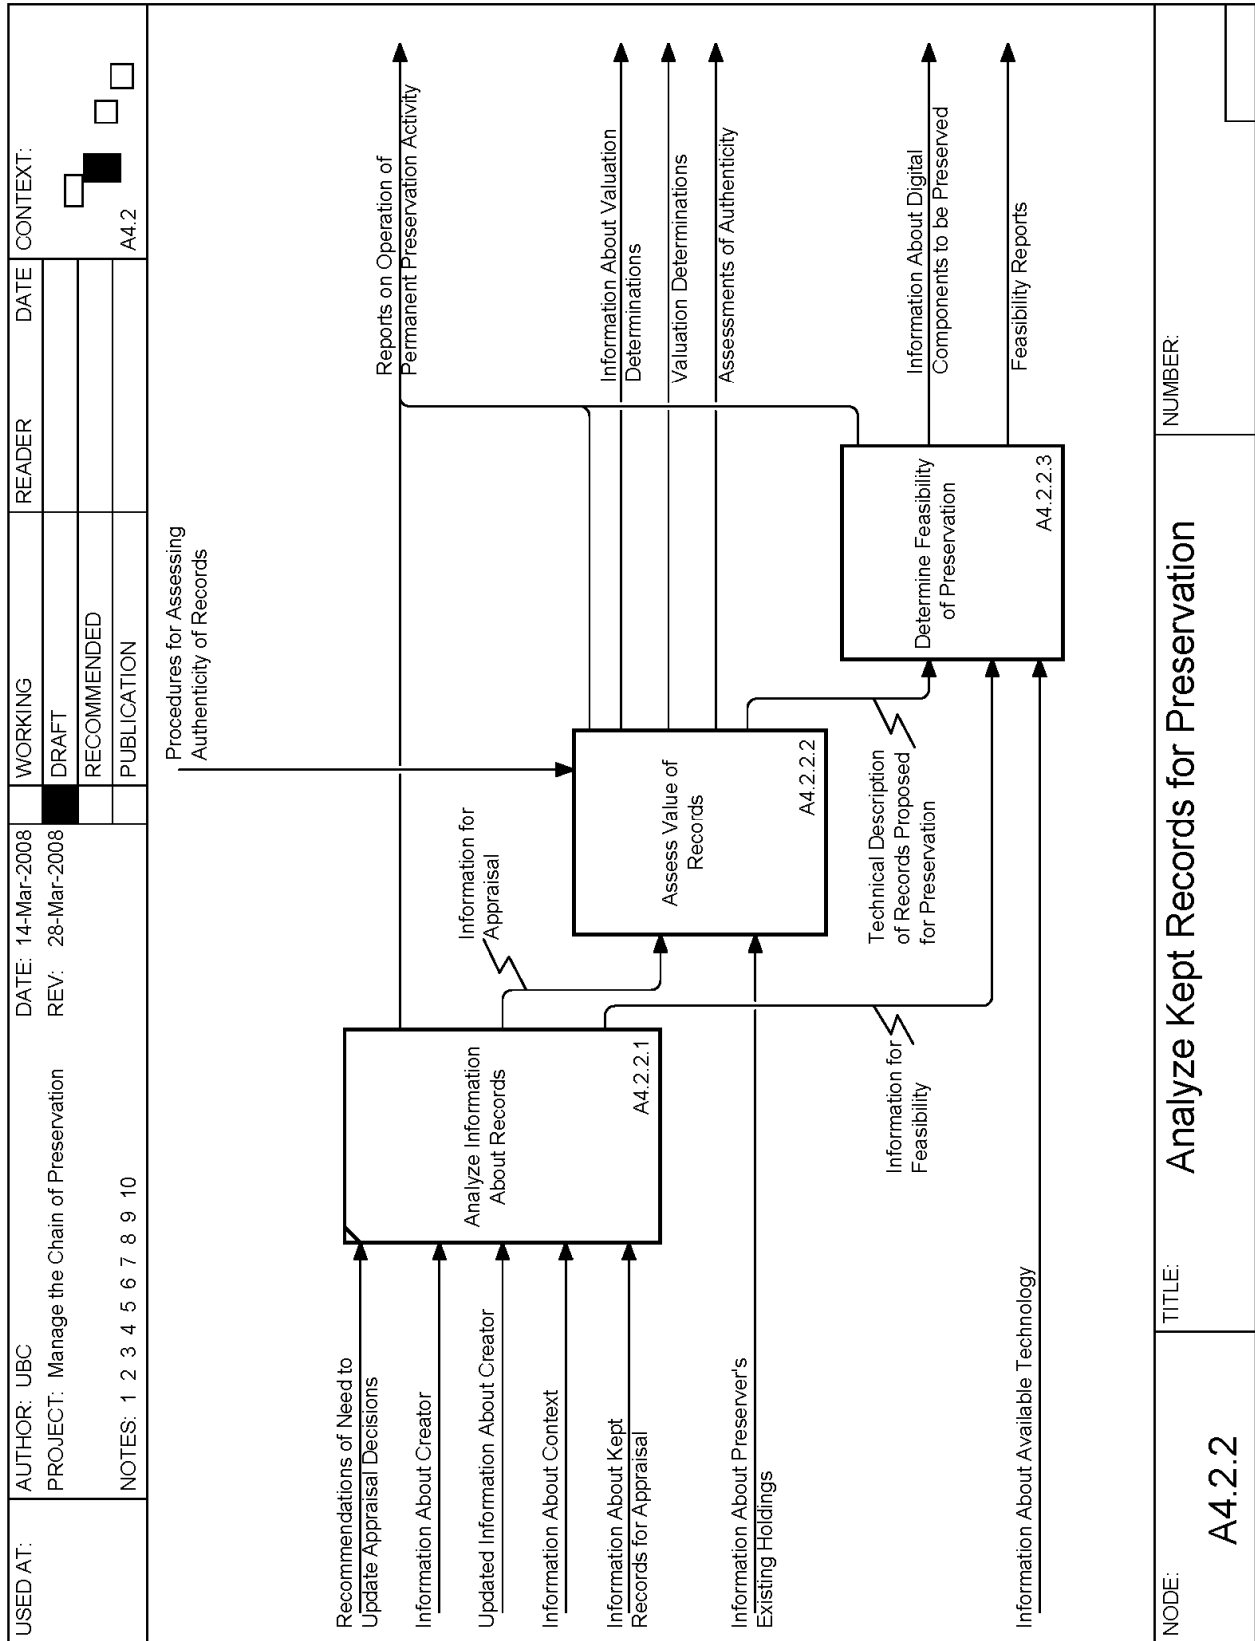 USED AT:
AUTHOR: UBC
PROJECT: Manage the Chain of Preservation
NOTES: 1 2 3 4 5 6 7 8 9 10
DATE: 14-Mar-2008
REV: 28-Mar-2008
WORKING
DRAFT
RECOMMENDED
PUBLICATION
READER
DATE
CONTEXT:
A4.2
Procedures for Assessing
Authenticity of Records
Recommendations of Need to
Update Appraisal Decisions
Information About Creator
Updated Information About Creator
Information About Context
Information About Kept
Records for Appraisal
Information About Preserver's
Existing Holdings
Information About Available Technology
Analyze Information
About Records
A4.2.2.1
Information for
Appraisal
Information for
Feasibility
Assess Value of
Records
A4.2.2.2
Technical Description
of Records Proposed
for Preservation
Determine Feasibility
of Preservation
A4.2.2.3
Reports on Operation of
Permanent Preservation Activity
Information About Valuation
Determinations
Valuation Determinations
Assessments of Authenticity
Information About Digital
Components to be Preserved
Feasibility Reports
NODE:
A4.2.2
TITLE:
Analyze Kept Records for Preservation
NUMBER: